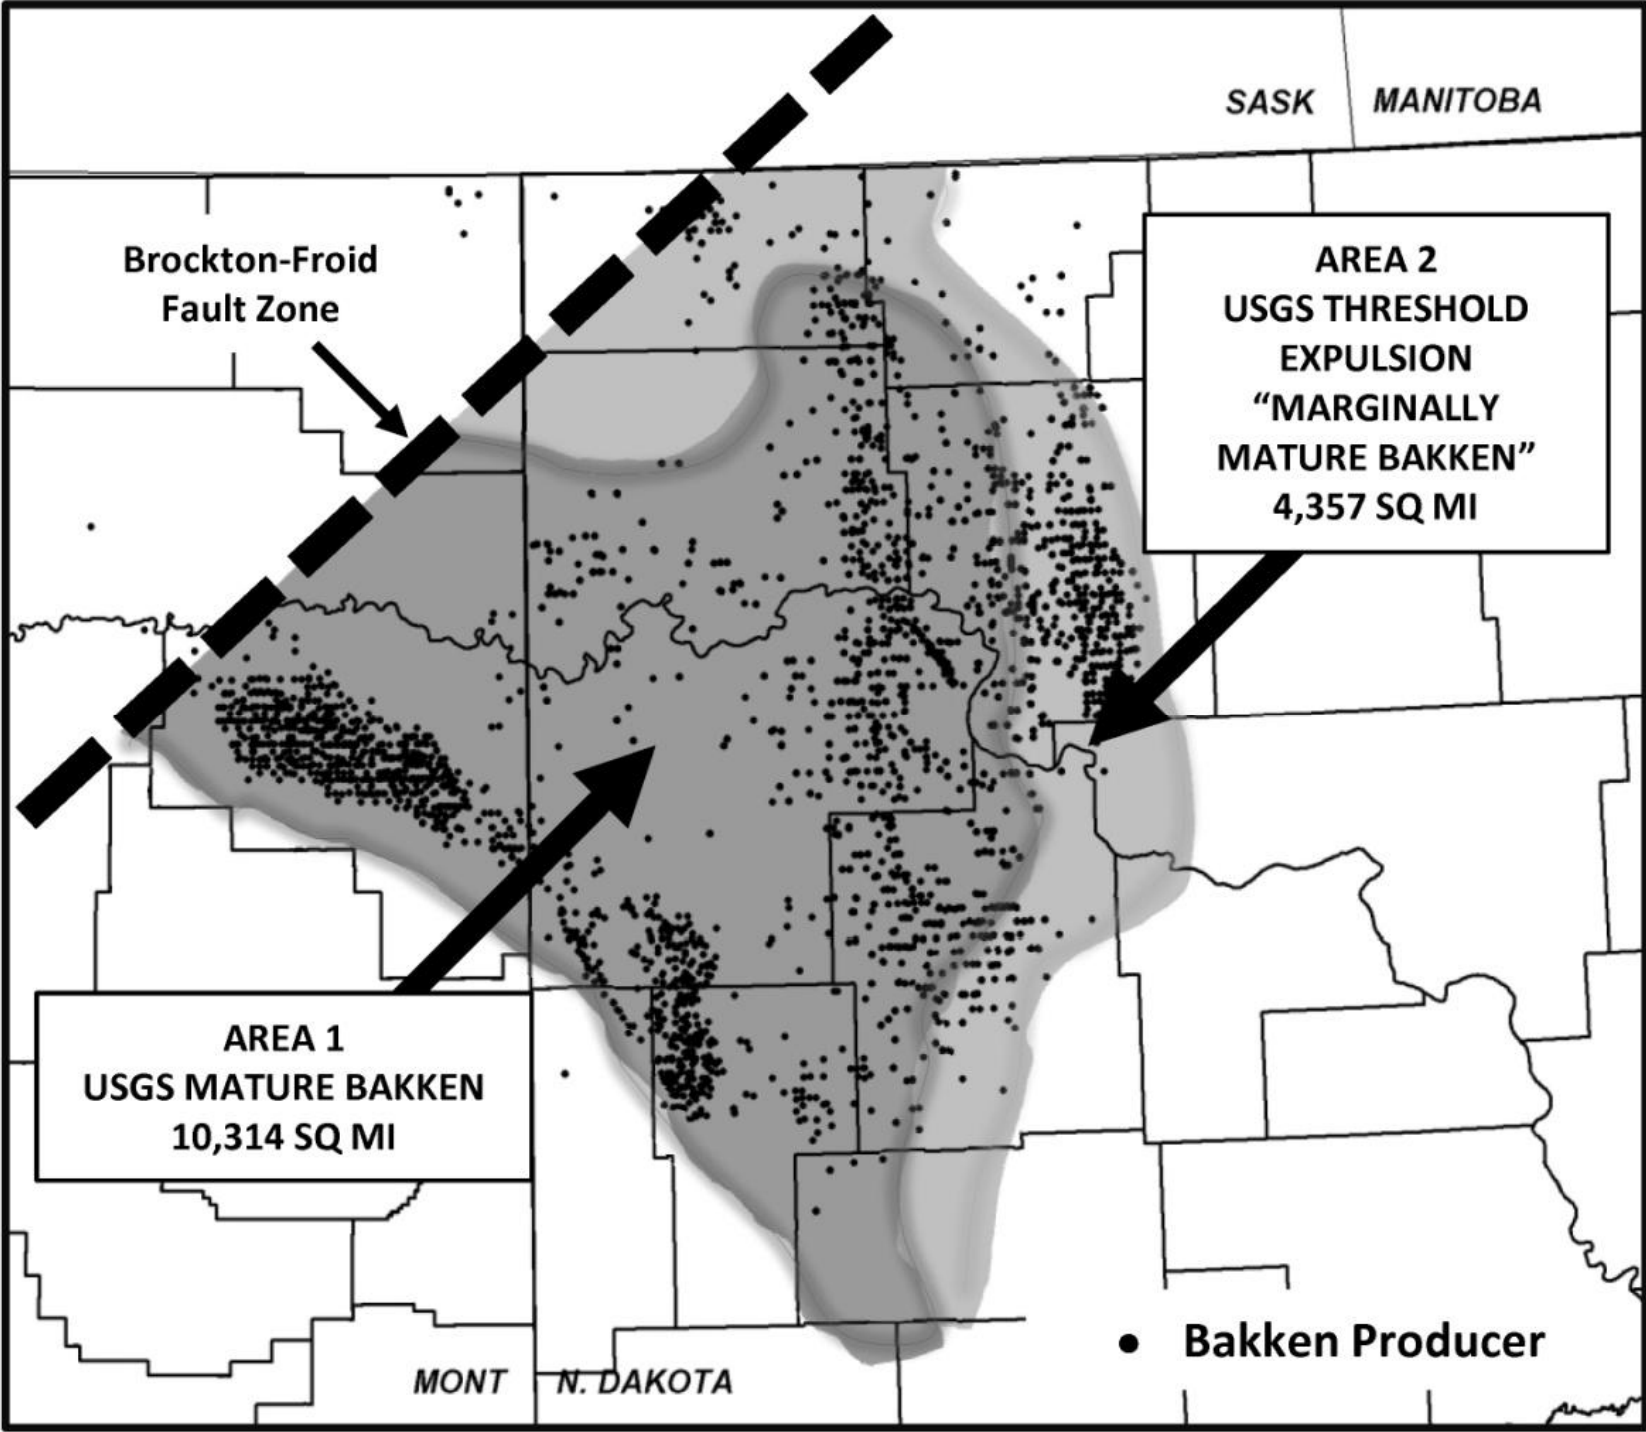 SASK
MANITOBA
Brockton-Froid
Fault Zone
AREA 2
USGS THRESHOLD
EXPULSION
“MARGINALLY
MATURE BAKKEN”
4,357 SQ MI
AREA 1
USGS MATURE BAKKEN
10,314 SQ MI
Bakken Producer
MONT
N. DAKOTA